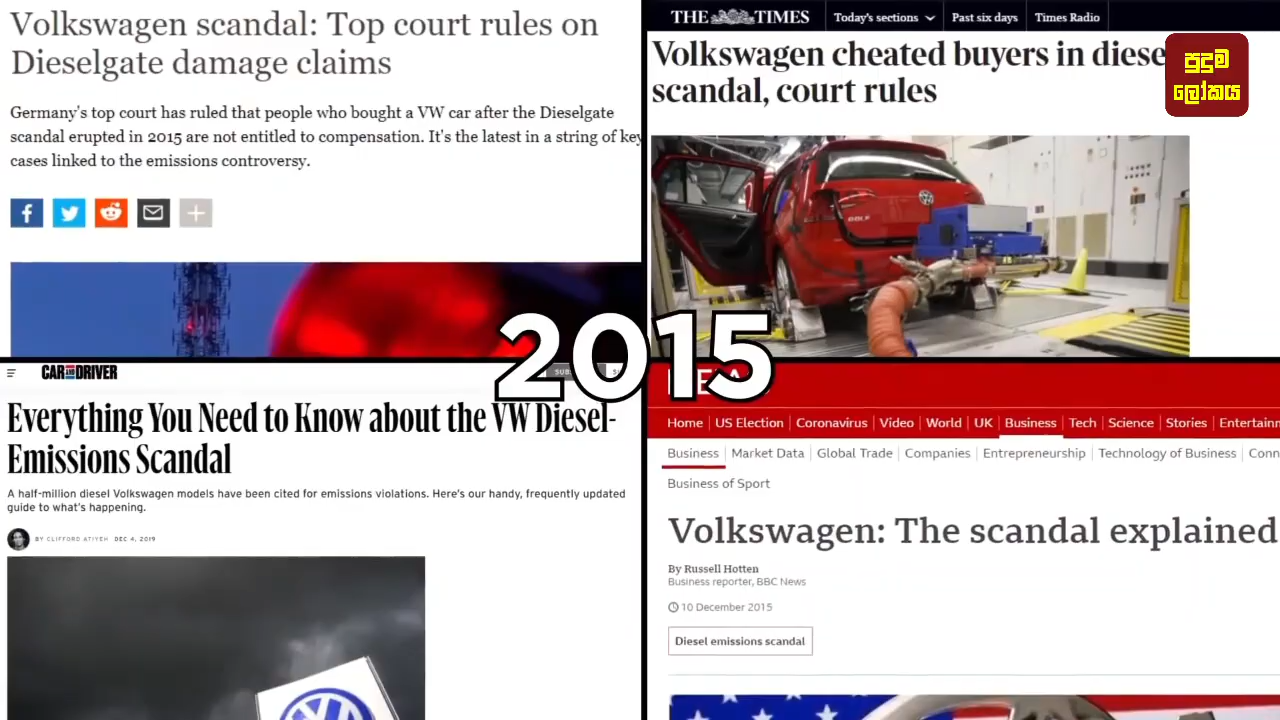 Volkswagen scandal: Top court rules on
Dieselgate damage claims
Germany's top court has ruled that people who bought a VW car after the Dieselgate
scandal erupted in 2015 are not entitled to compensation. It's the latest in a string of key
cases linked to the emissions controversy.
THE TIMES
Today's sections
Past six days
Times Radio
Volkswagen cheated buyers in diese
scandal, court rules
පුදුම
ලෝකය
GOLF
2015
CAR AND DRIVER
SUB
Everything You Need to Know about the VW Diesel-
Emissions Scandal
A half-million diesel Volkswagen models have been cited for emissions violations. Here's our handy, frequently updated
guide to what's happening.
BY CLIFFORD ATIYEH DEC 4, 2019
Home
US Election
Coronavirus
Video
World
UK
Business
Tech
Science
Stories
Entertainm
Business
Market Data
Global Trade
Companies
Entrepreneurship
Technology of Business
Conn
Business of Sport
Volkswagen: The scandal explained
By Russell Hotten
Business reporter, BBC News
10 December 2015
Diesel emissions scandal